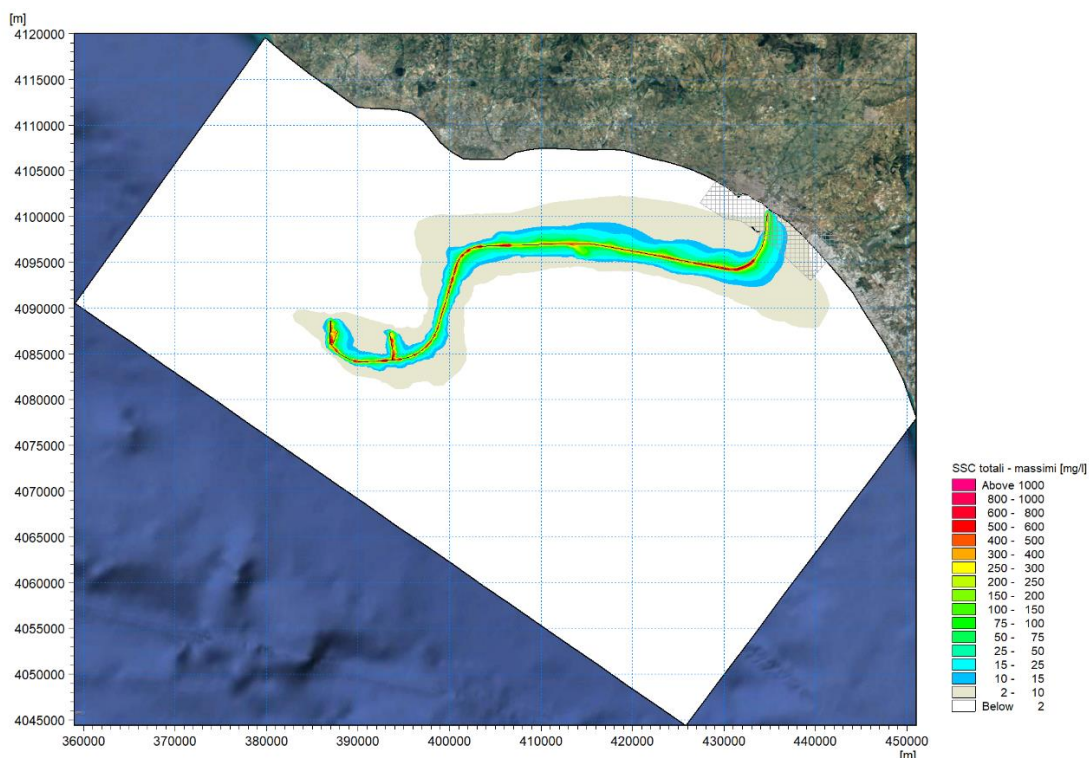 [m]
4120000
4115000
4110000
4105000
4100000
4095000
4090000
4085000
4080000
4075000
4070000
4065000
4060000
4055000
4050000
4045000
360000 370000 380000 390000 400000 410000 420000 430000 440000 450000
[m]
SSC totali - massimi [mg/l]
Above 1000
800 - 1000
600 - 800
500 - 600
400 - 500
300 - 400
250 - 300
200 - 250
150 - 200
100 - 150
75 - 100
50 - 75
25 - 50
15 - 25
10 - 15
2 - 10
Below 2